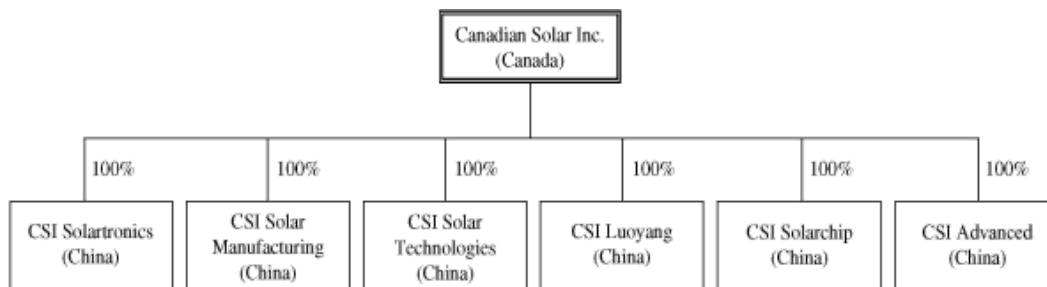 Canadian Solar Inc.
(Canada)
100%
100%
100%
100%
100%
100%
CSI Solartronics
(China)
CSI Solar
Manufacturing
(China)
CSI Solar
Technologies
(China)
CSI Luoyang
(China)
CSI Solarchip
(China)
CSI Advanced
(China)